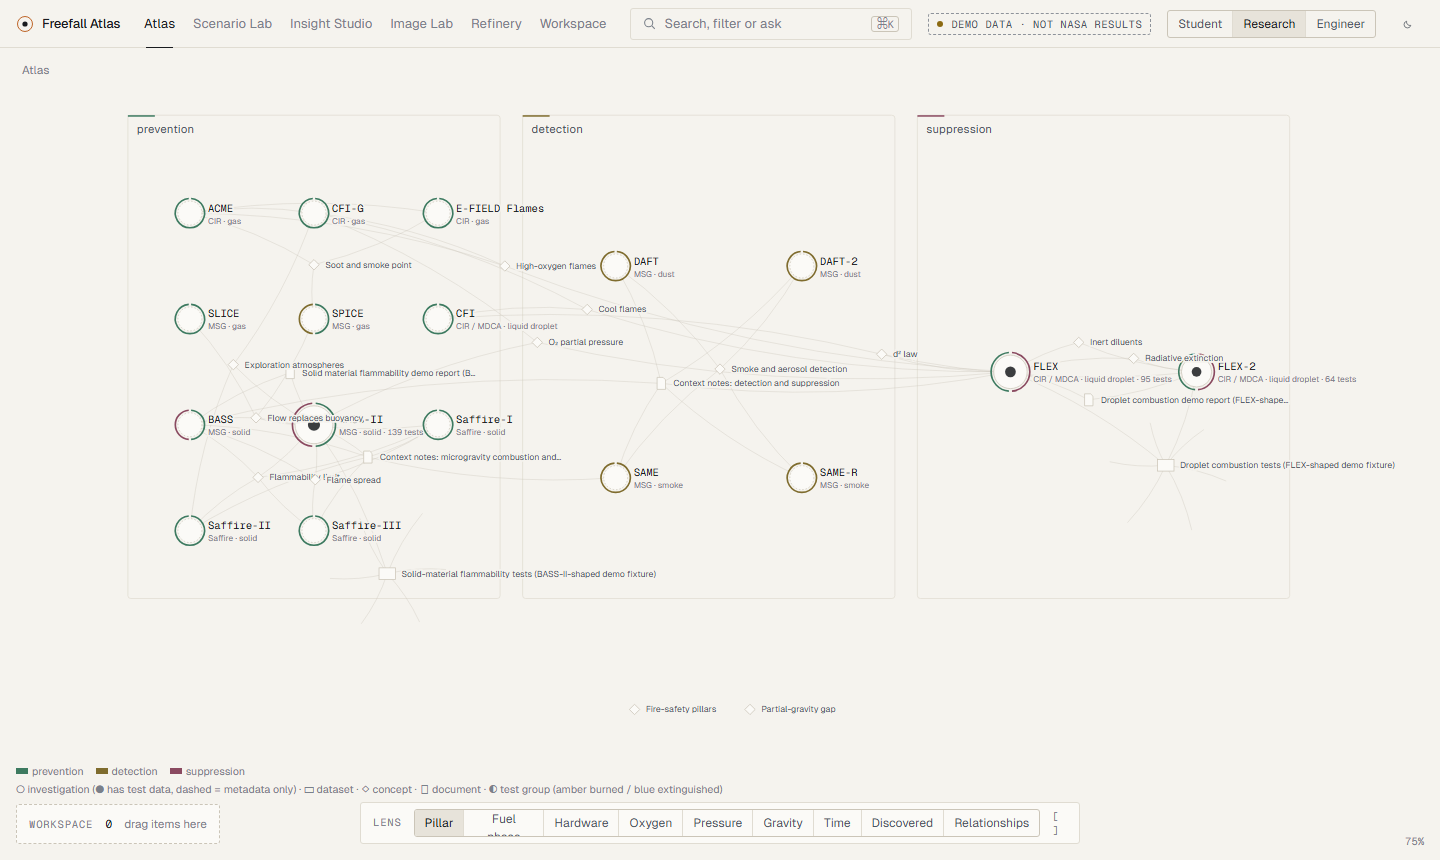 Freefall Atlas Atlas Scenario Lab Insight Studio Image Lab Refinery Workspace Search, filter or ask ⌘K DEMO DATA · NOT NASA RESULTS Student Research Engineer
Atlas
prevention detection suppression
ACME
CIR · gas
CFI-G
CIR · gas
E-FIELD Flames
CIR · gas
Soot and smoke point
High-oxygen flames
DAFT
MSG · dust
DAFT-2
MSG · dust
SLICE
MSG · gas
SPICE
MSG · gas
CFI
CIR / MDCA · liquid droplet
Cool flames
O₂ partial pressure
d² law
Inert diluents
Radiative extinction
Exploration atmospheres
Solid material flammability demo report (B…
Smoke and aerosol detection
Context notes: detection and suppression
FLEX
CIR / MDCA · liquid droplet · 95 tests
FLEX-2
CIR / MDCA · liquid droplet · 64 tests
Droplet combustion demo report (FLEX-shape…
BASS
MSG · solid
Flow replaces buoyancy
-II
MSG · solid · 139 tests
Saffire-I
Saffire · solid
Context notes: microgravity combustion and…
Flammability
Flame spread
SAME
MSG · smoke
SAME-R
MSG · smoke
Droplet combustion tests (FLEX-shaped demo fixture)
Saffire-II
Saffire · solid
Saffire-III
Saffire · solid
Solid-material flammability tests (BASS-II-shaped demo fixture)
Fire-safety pillars
Partial-gravity gap
prevention detection suppression
investigation (● has test data, dashed = metadata only) · dataset · concept · document · test group (amber burned / blue extinguished)
WORKSPACE 0 drag items here
LENS Pillar Fuel phase Hardware Oxygen Pressure Gravity Time Discovered Relationships [ ]
75%